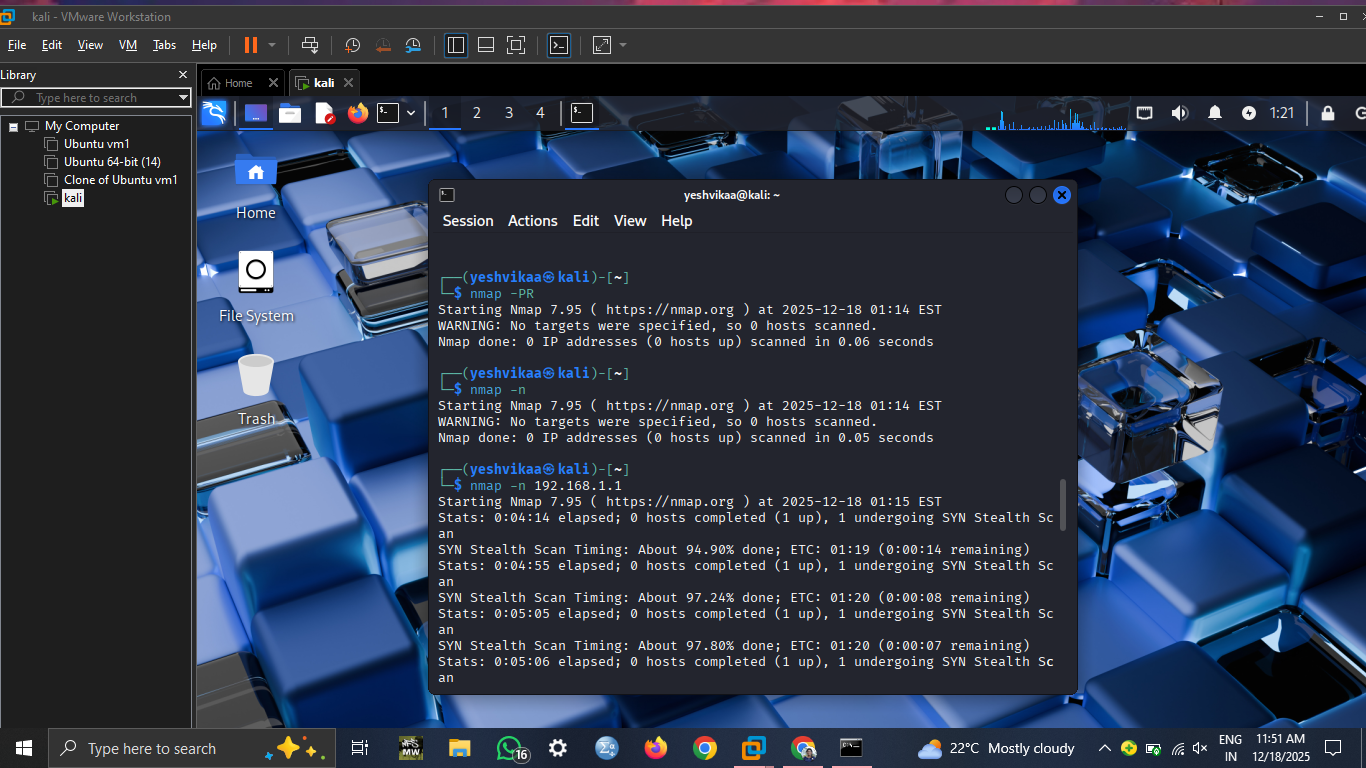 kali - VMware Workstation
File Edit View VM Tabs Help
Library
Type here to search
My Computer
Ubuntu vm1
Ubuntu 64-bit (14)
Clone of Ubuntu vm1
kali
Home
kali
1 2 3 4
1:21
Home
File System
Trash
yeshvikaa@kali: ~
Session Actions Edit View Help
┌──(yeshvikaa㉿kali)-[~]
└─$ nmap -PR
Starting Nmap 7.95 ( https://nmap.org ) at 2025-12-18 01:14 EST
WARNING: No targets were specified, so 0 hosts scanned.
Nmap done: 0 IP addresses (0 hosts up) scanned in 0.06 seconds
┌──(yeshvikaa㉿kali)-[~]
└─$ nmap -n
Starting Nmap 7.95 ( https://nmap.org ) at 2025-12-18 01:14 EST
WARNING: No targets were specified, so 0 hosts scanned.
Nmap done: 0 IP addresses (0 hosts up) scanned in 0.05 seconds
┌──(yeshvikaa㉿kali)-[~]
└─$ nmap -n 192.168.1.1
Starting Nmap 7.95 ( https://nmap.org ) at 2025-12-18 01:15 EST
Stats: 0:04:14 elapsed; 0 hosts completed (1 up), 1 undergoing SYN Stealth Sc
an
SYN Stealth Scan Timing: About 94.90% done; ETC: 01:19 (0:00:14 remaining)
Stats: 0:04:55 elapsed; 0 hosts completed (1 up), 1 undergoing SYN Stealth Sc
an
SYN Stealth Scan Timing: About 97.24% done; ETC: 01:20 (0:00:08 remaining)
Stats: 0:05:05 elapsed; 0 hosts completed (1 up), 1 undergoing SYN Stealth Sc
an
SYN Stealth Scan Timing: About 97.80% done; ETC: 01:20 (0:00:07 remaining)
Stats: 0:05:06 elapsed; 0 hosts completed (1 up), 1 undergoing SYN Stealth Sc
an
Type here to search
MW
16
22°C Mostly cloudy
ENG
IN
11:51 AM
12/18/2025